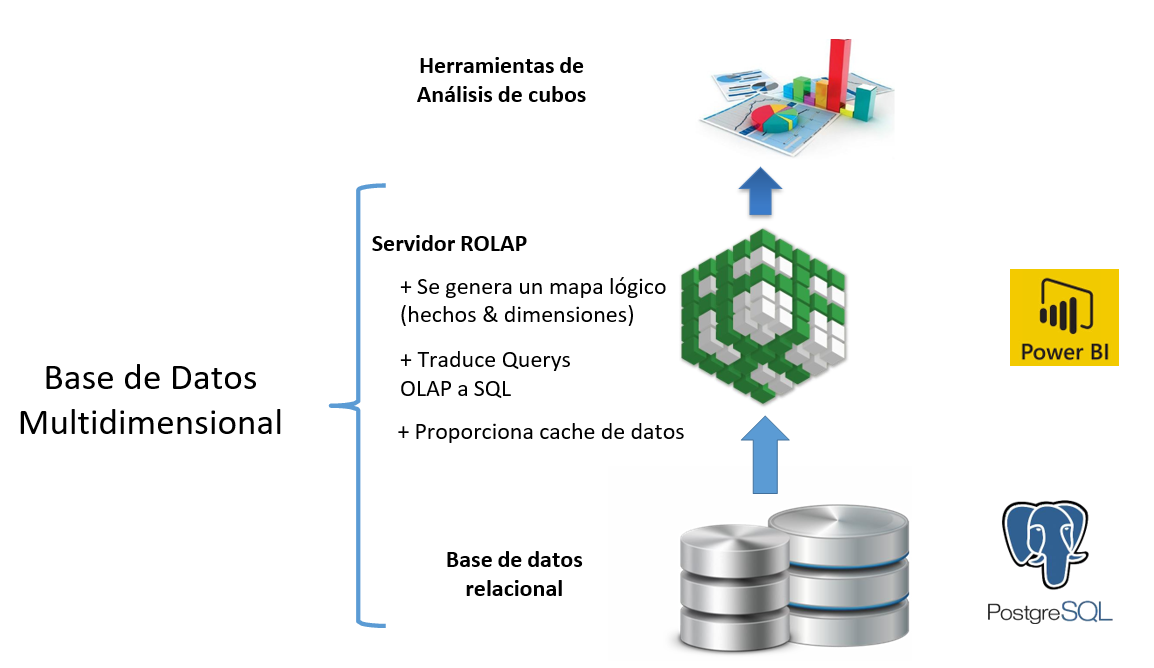 Herramientas de
Análisis de cubos
Servidor ROLAP
+ Se genera un mapa lógico
(hechos & dimensiones)
+ Traduce Querys
OLAP a SQL
+ Proporciona cache de datos
Base de Datos
Multidimensional
Power BI
Base de datos
relacional
PostgreSQL